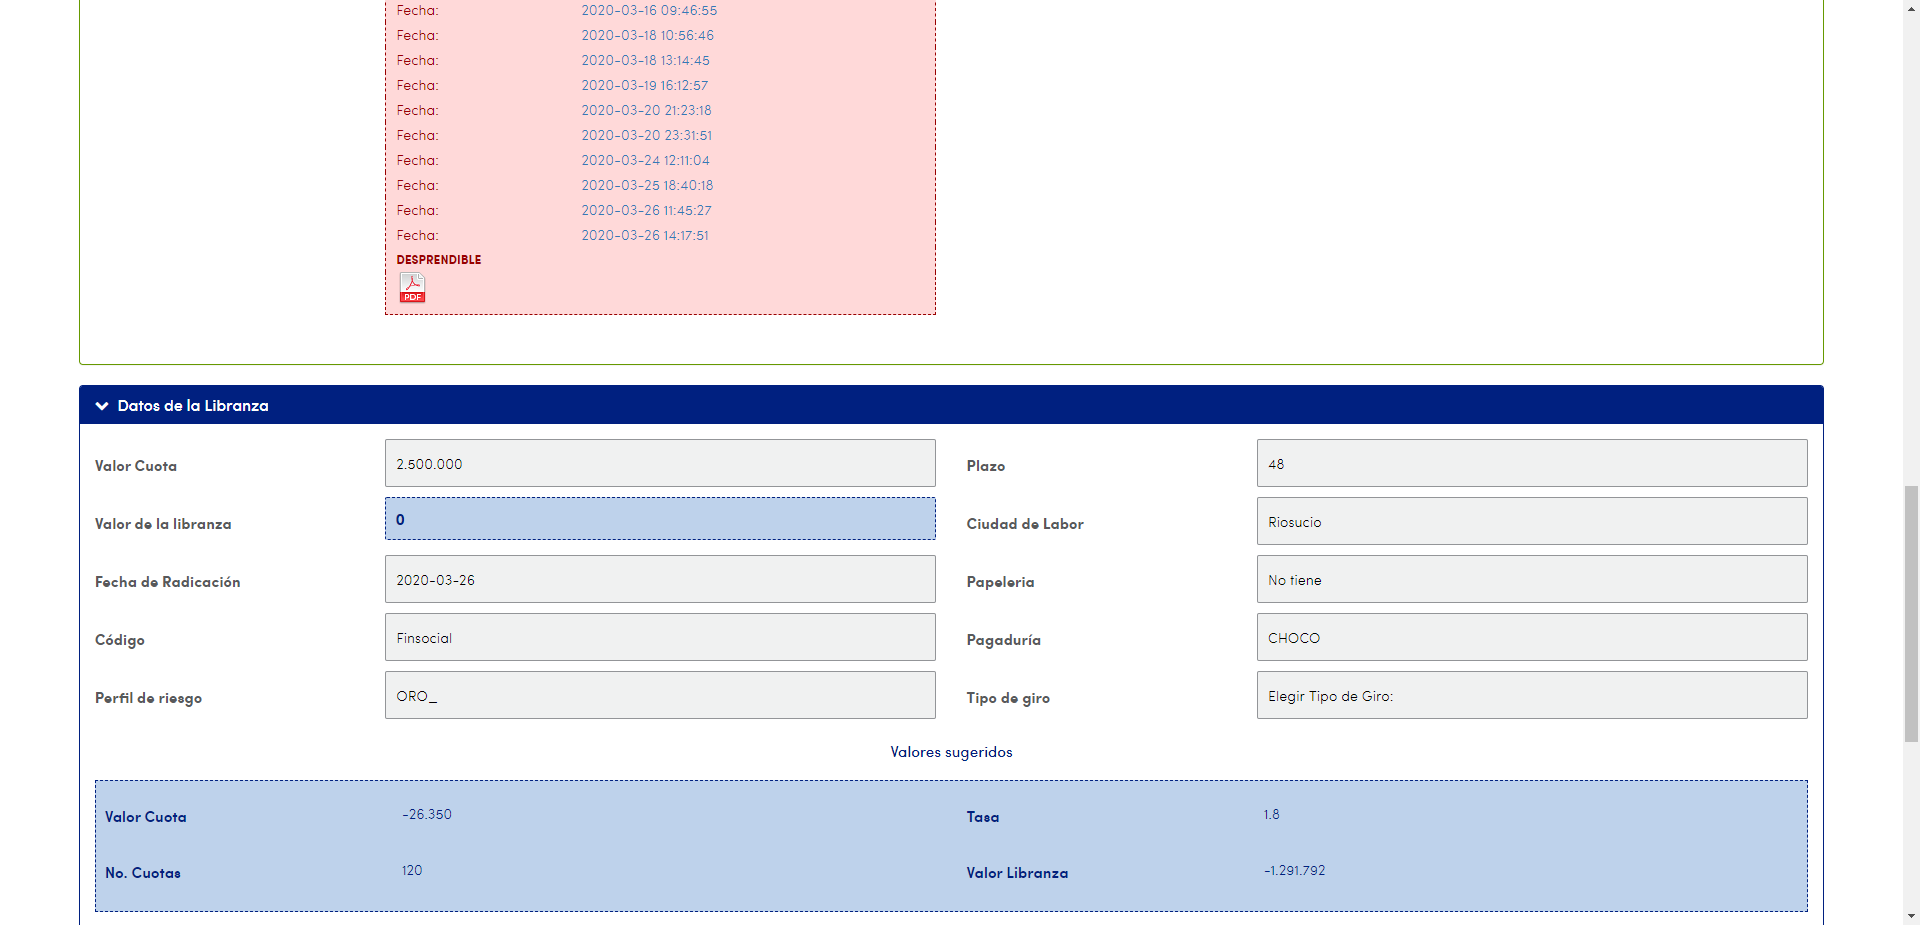 Fecha: 2020-03-16 09:46:55
Fecha: 2020-03-18 10:56:46
Fecha: 2020-03-18 13:14:45
Fecha: 2020-03-19 16:12:57
Fecha: 2020-03-20 21:23:18
Fecha: 2020-03-20 23:31:51
Fecha: 2020-03-24 12:11:04
Fecha: 2020-03-25 18:40:18
Fecha: 2020-03-26 11:45:27
Fecha: 2020-03-26 14:17:51
DESPRENDIBLE
PDF
Datos de la Libranza
Valor Cuota 2.500.000 Plazo 48
Valor de la libranza 0 Ciudad de Labor Riosucio
Fecha de Radicación 2020-03-26 Papeleria No tiene
Código Finsocial Pagaduría CHOCO
Perfil de riesgo ORO_ Tipo de giro Elegir Tipo de Giro:
Valores sugeridos
Valor Cuota -26.350 Tasa 1.8
No. Cuotas 120 Valor Libranza -1.291.792